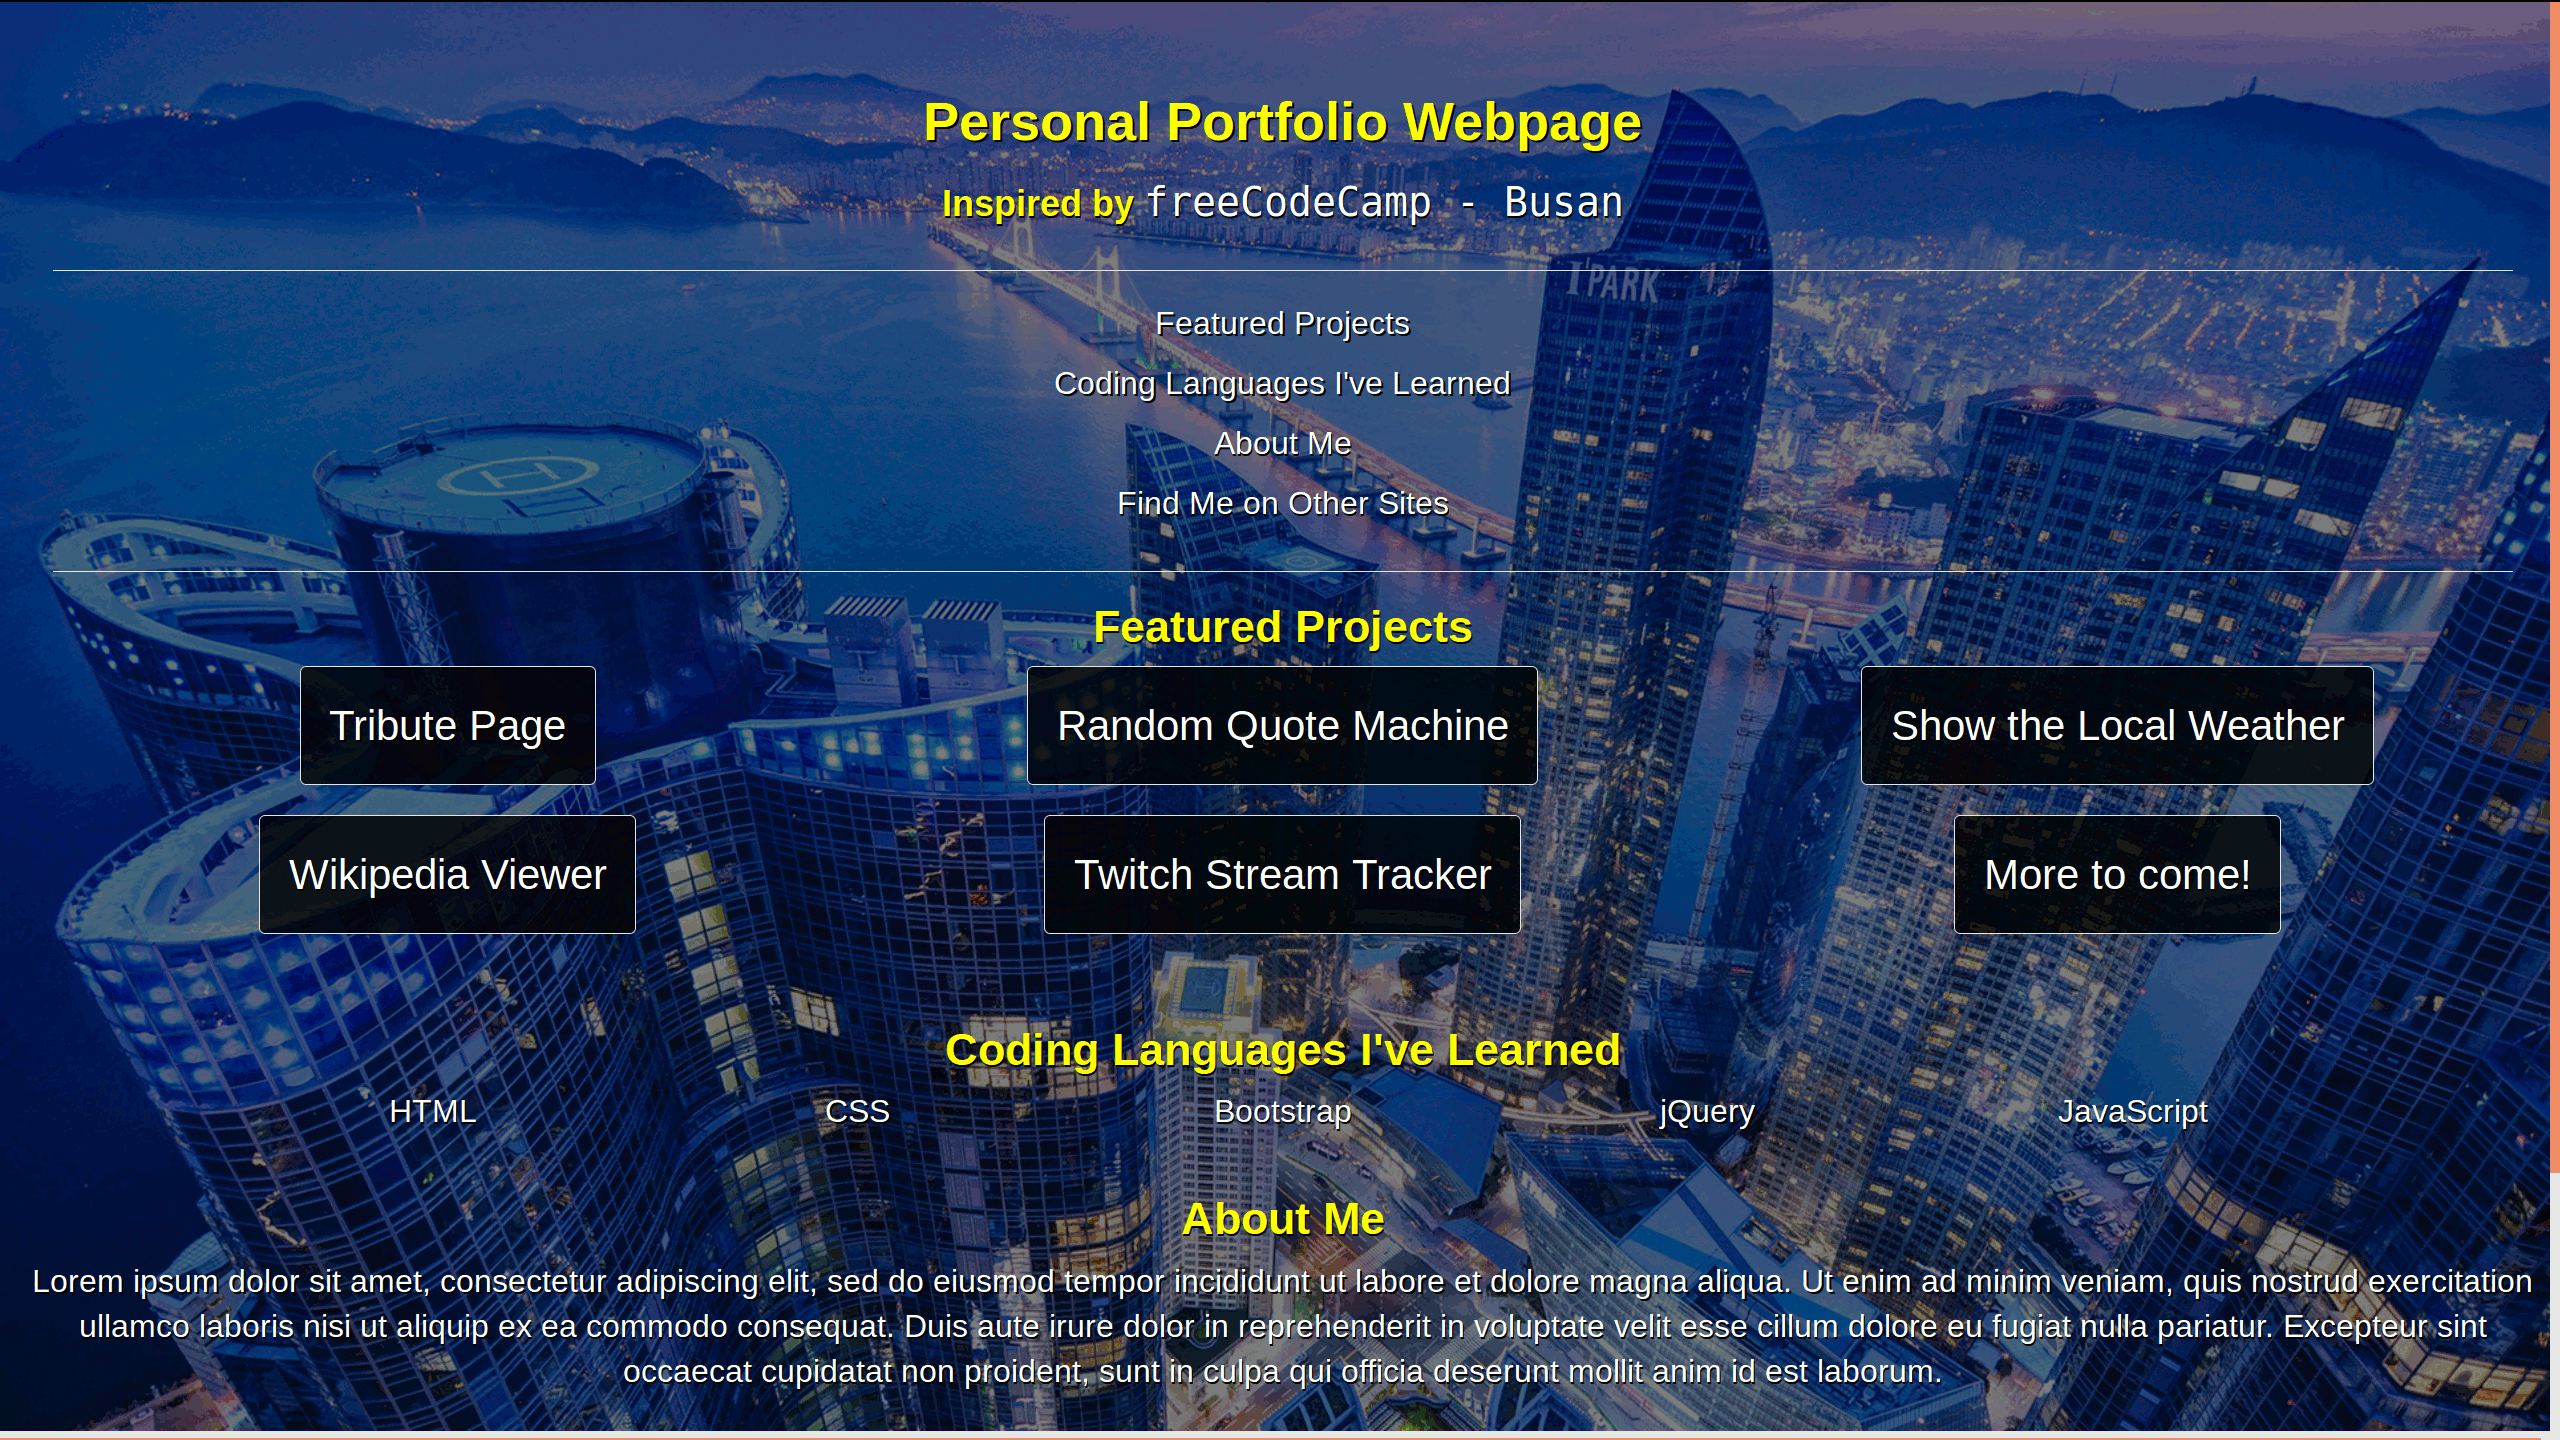 Personal Portfolio Webpage
Inspired by freeCodeCamp - Busan
I'PARK
Featured Projects
Coding Languages I've Learned
About Me
Find Me on Other Sites
Featured Projects
Tribute Page
Random Quote Machine
Show the Local Weather
Wikipedia Viewer
Twitch Stream Tracker
More to come!
Coding Languages I've Learned
HTML
CSS
Bootstrap
jQuery
JavaScript
About Me
Lorem ipsum dolor sit amet, consectetur adipiscing elit, sed do eiusmod tempor incididunt ut labore et dolore magna aliqua. Ut enim ad minim veniam, quis nostrud exercitation
ullamco laboris nisi ut aliquip ex ea commodo consequat. Duis aute irure dolor in reprehenderit in voluptate velit esse cillum dolore eu fugiat nulla pariatur. Excepteur sint
occaecat cupidatat non proident, sunt in culpa qui officia deserunt mollit anim id est laborum.